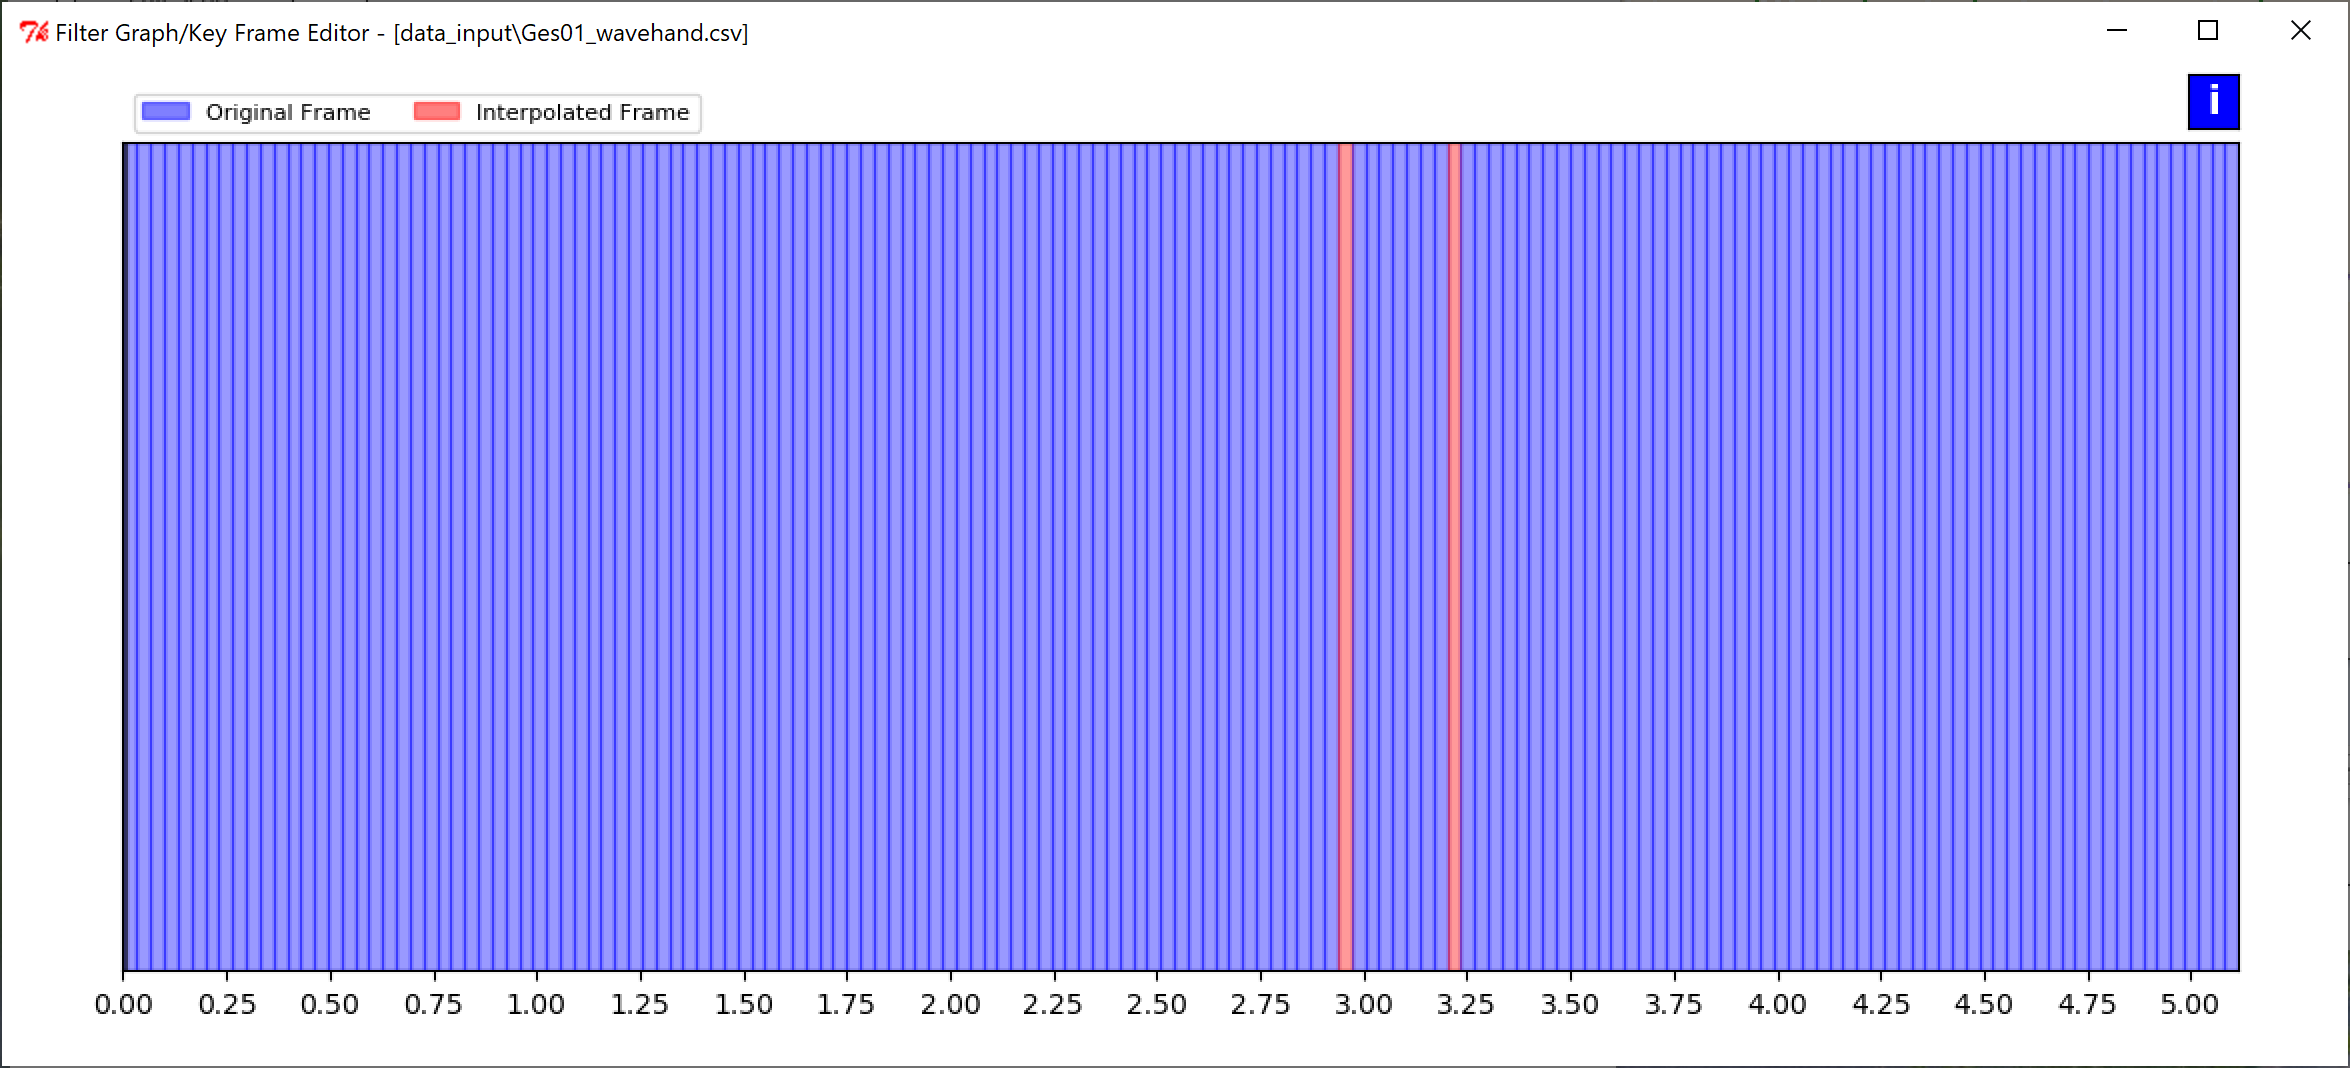 Filter Graph/Key Frame Editor - [data_input\Ges01_wavehand.csv]
i
Original Frame Interpolated Frame
0.00 0.25 0.50 0.75 1.00 1.25 1.50 1.75 2.00 2.25 2.50 2.75 3.00 3.25 3.50 3.75 4.00 4.25 4.50 4.75 5.00